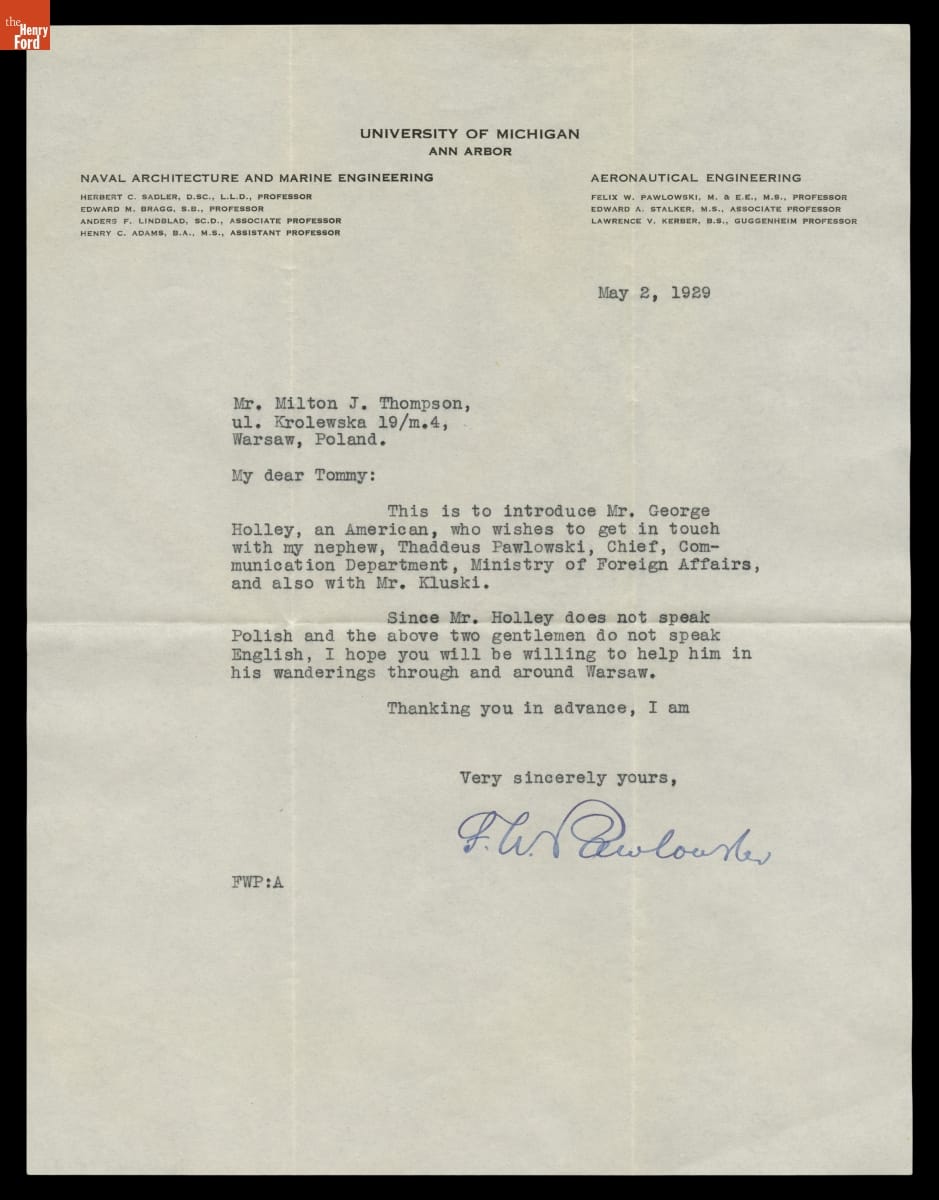 the
Henry
Ford
UNIVERSITY OF MICHIGAN
ANN ARBOR
NAVAL ARCHITECTURE AND MARINE ENGINEERING
HERBERT C. SADLER, D.SC., L.L.D., PROFESSOR
EDWARD M. BRAGG, S.B., PROFESSOR
ANDERS F. LINDBLAD, SC.D., ASSOCIATE PROFESSOR
HENRY C. ADAMS, B.A., M.S., ASSISTANT PROFESSOR
AERONAUTICAL ENGINEERING
FELIX W. PAWLOWSKI, M. & E.E., M.S., PROFESSOR
EDWARD A. STALKER, M.S., ASSOCIATE PROFESSOR
LAWRENCE V. KERBER, B.S., GUGGENHEIM PROFESSOR
May 2, 1929
Mr. Milton J. Thompson,
ul. Krolewska 19/m.4,
Warsaw, Poland.
My dear Tommy:
This is to introduce Mr. George
Holley, an American, who wishes to get in touch
with my nephew, Thaddeus Pawlowski, Chief, Com-
munication Department, Ministry of Foreign Affairs,
and also with Mr. Kluski.
Since Mr. Holley does not speak
Polish and the above two gentlemen do not speak
English, I hope you will be willing to help him in
his wanderings through and around Warsaw.
Thanking you in advance, I am
Very sincerely yours,
F. W. Pawlowski
FWP:A